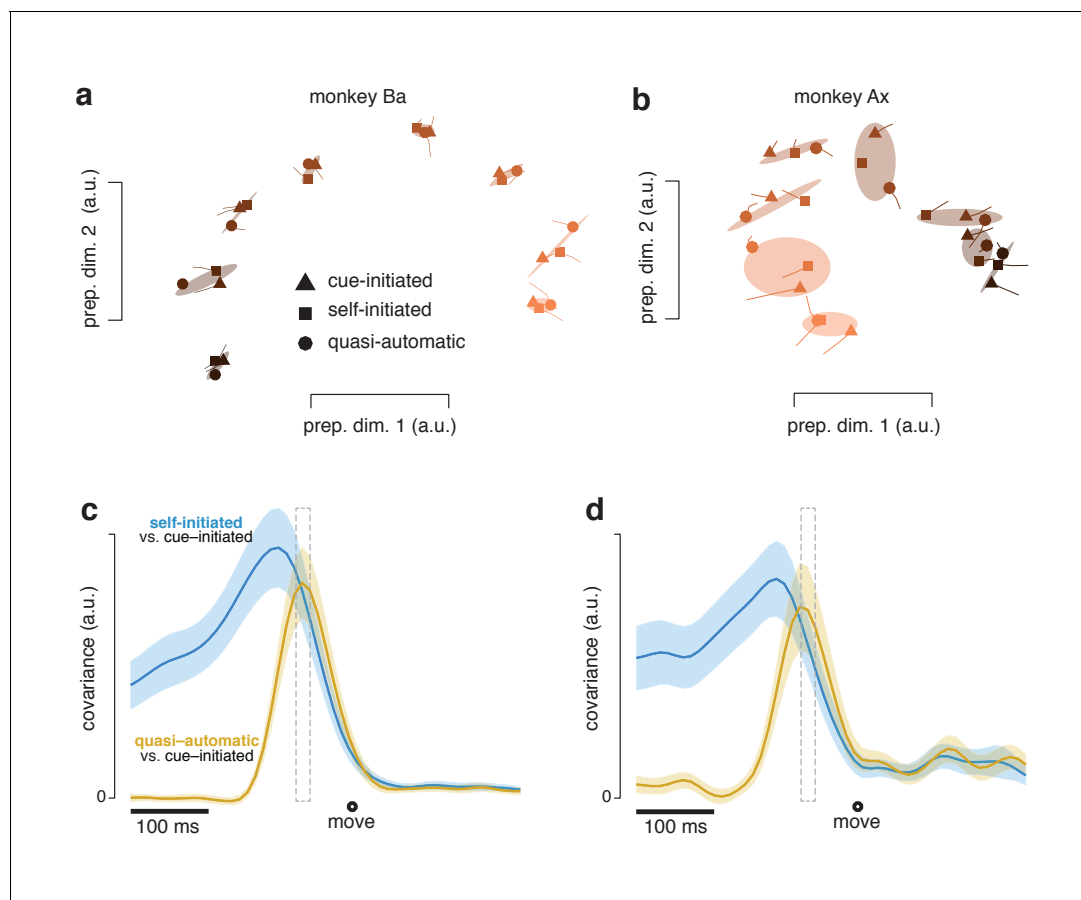 a
monkey Ba
prep. dim. 2 (a.u.)
cue-initiated
self-initiated
quasi-automatic
prep. dim. 1 (a.u.)
b
monkey Ax
prep. dim. 2 (a.u.)
prep. dim. 1 (a.u.)
c
self-initiated
vs. cue–initiated
covariance (a.u.)
quasi–automatic
vs. cue–initiated
0
100 ms
move
d
covariance (a.u.)
0
100 ms
move